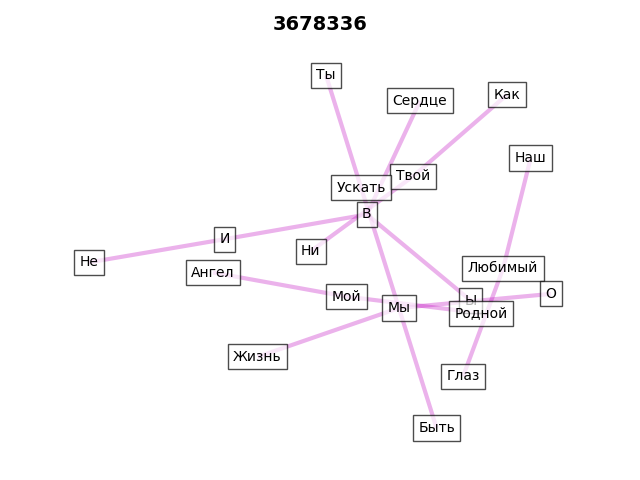 3678336
Ты
Сердце
Как
Наш
Твой
Ускать
В
И
Ни
Не
Ангел
Любимый
Мой
Ы
О
Мы
Родной
Жизнь
Глаз
Быть